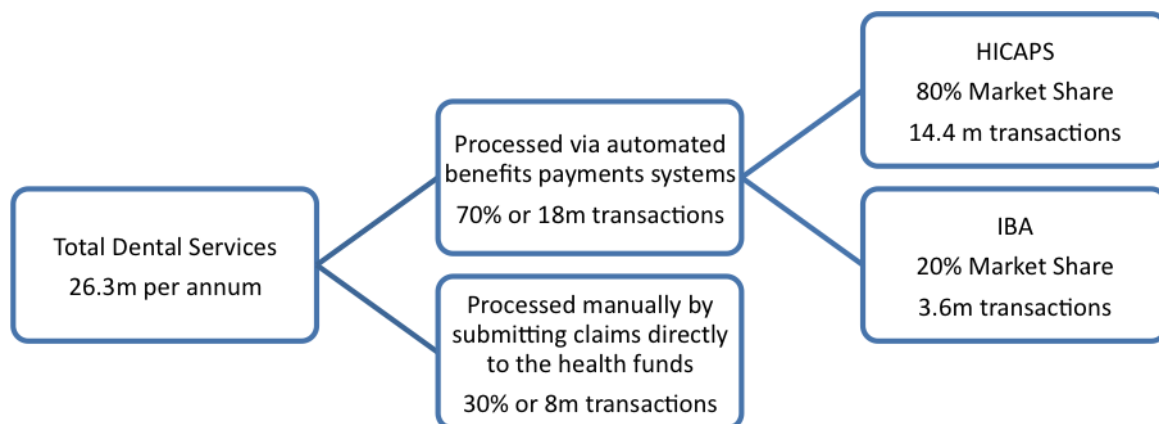 Total Dental Services
26.3m per annum
Processed via automated
benefits payments systems
70% or 18m transactions
Processed manually by
submitting claims directly
to the health funds
30% or 8m transactions
HICAPS
80% Market Share
14.4 m transactions
IBA
20% Market Share
3.6m transactions